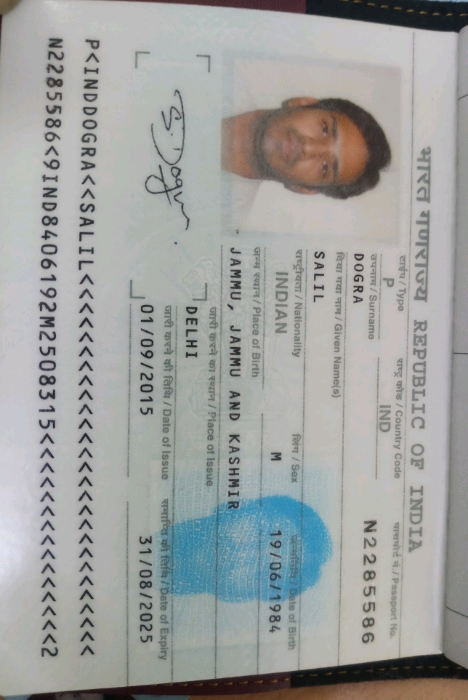 भारत गणराज्य REPUBLIC OF INDIA
टाईप / Type
राष्ट्र कोड / Country Code
पासपोर्ट नं. / Passport No.
P
IND
N2285586
उपनाम / Surname
DOGRA
दिया गया नाम / Given Name(s)
SALIL
राष्ट्रीयता / Nationality
लिंग / Sex
जन्मतिथि / Date of Birth
INDIAN
M
19/06/1984
जन्म स्थान / Place of Birth
JAMMU, JAMMU AND KASHMIR
जारी करने का स्थान / Place of Issue
DELHI
जारी करने की तिथि / Date of Issue
समाप्ति की तिथि / Date of Expiry
01/09/2015
31/08/2025
S. Dogra.
P<INDDOGRA<<SALIL<<<<<<<<<<<<<<<<<<<<<<<<<<<
N2285586<9IND8406192M2508315<<<<<<<<<<<<<<<2